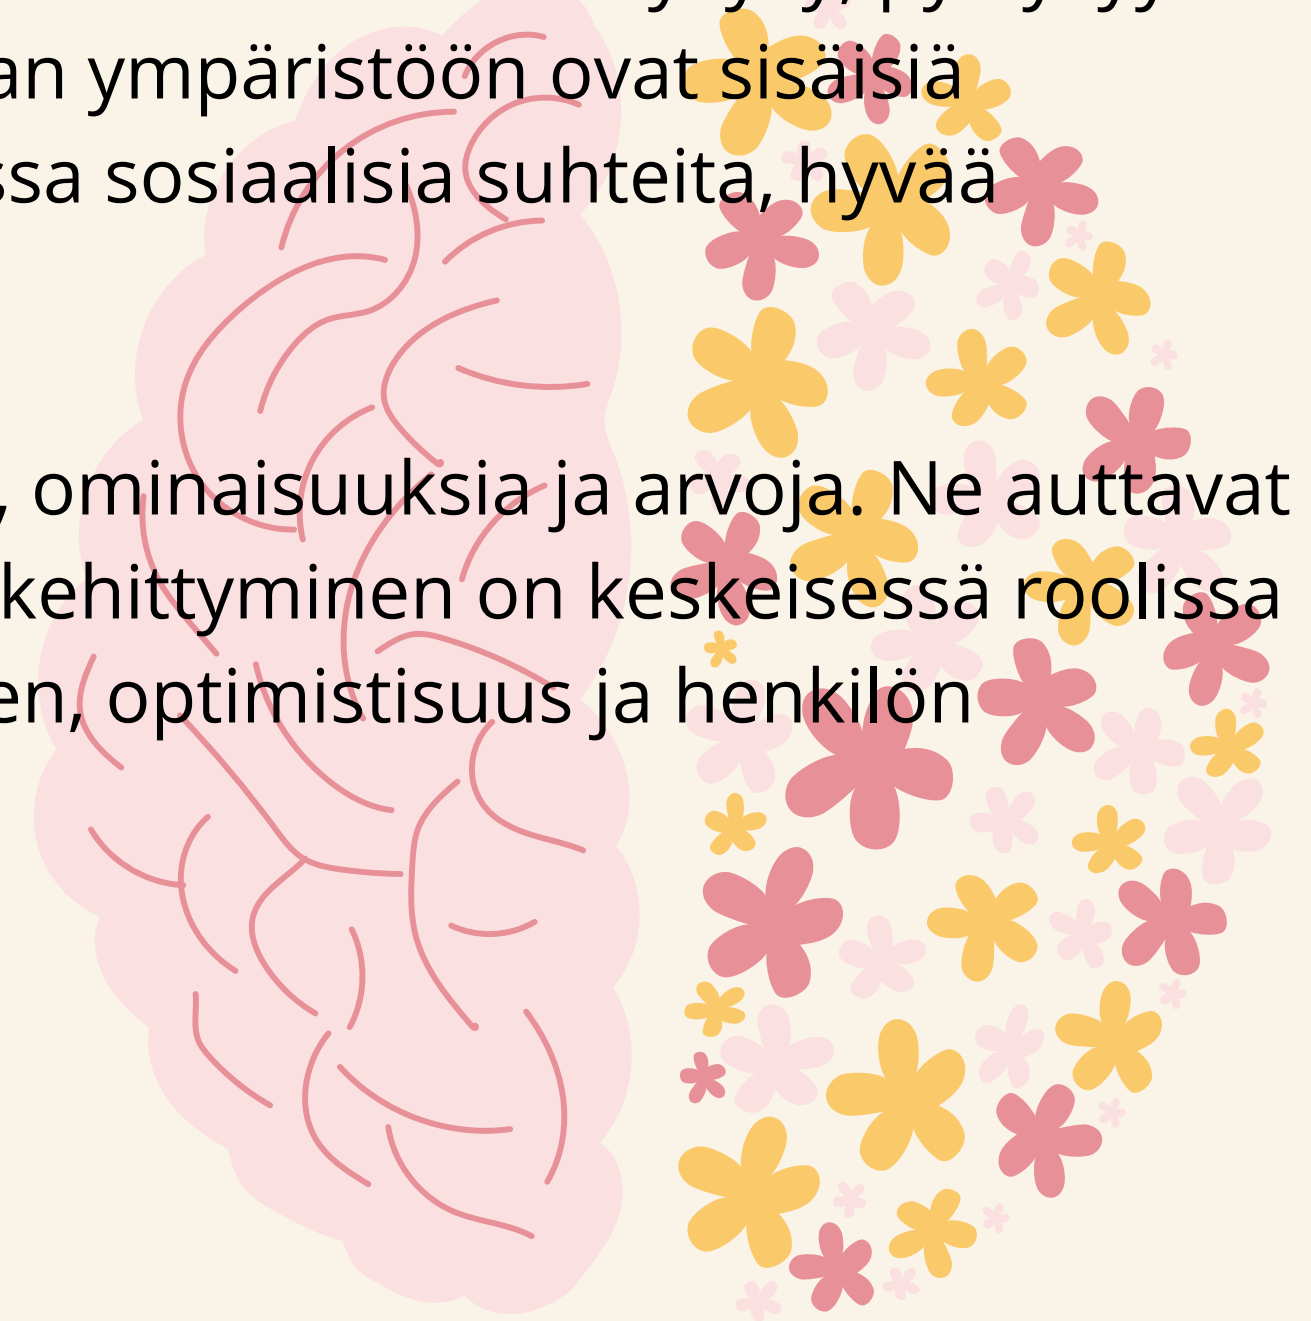 an ympäristöön ovat sisäisiä
ssa sosiaalisia suhteita, hyvää
, ominaisuuksia ja arvoja. Ne auttavat
kehittyminen on keskeisessä roolissa
en, optimistisuus ja henkilön